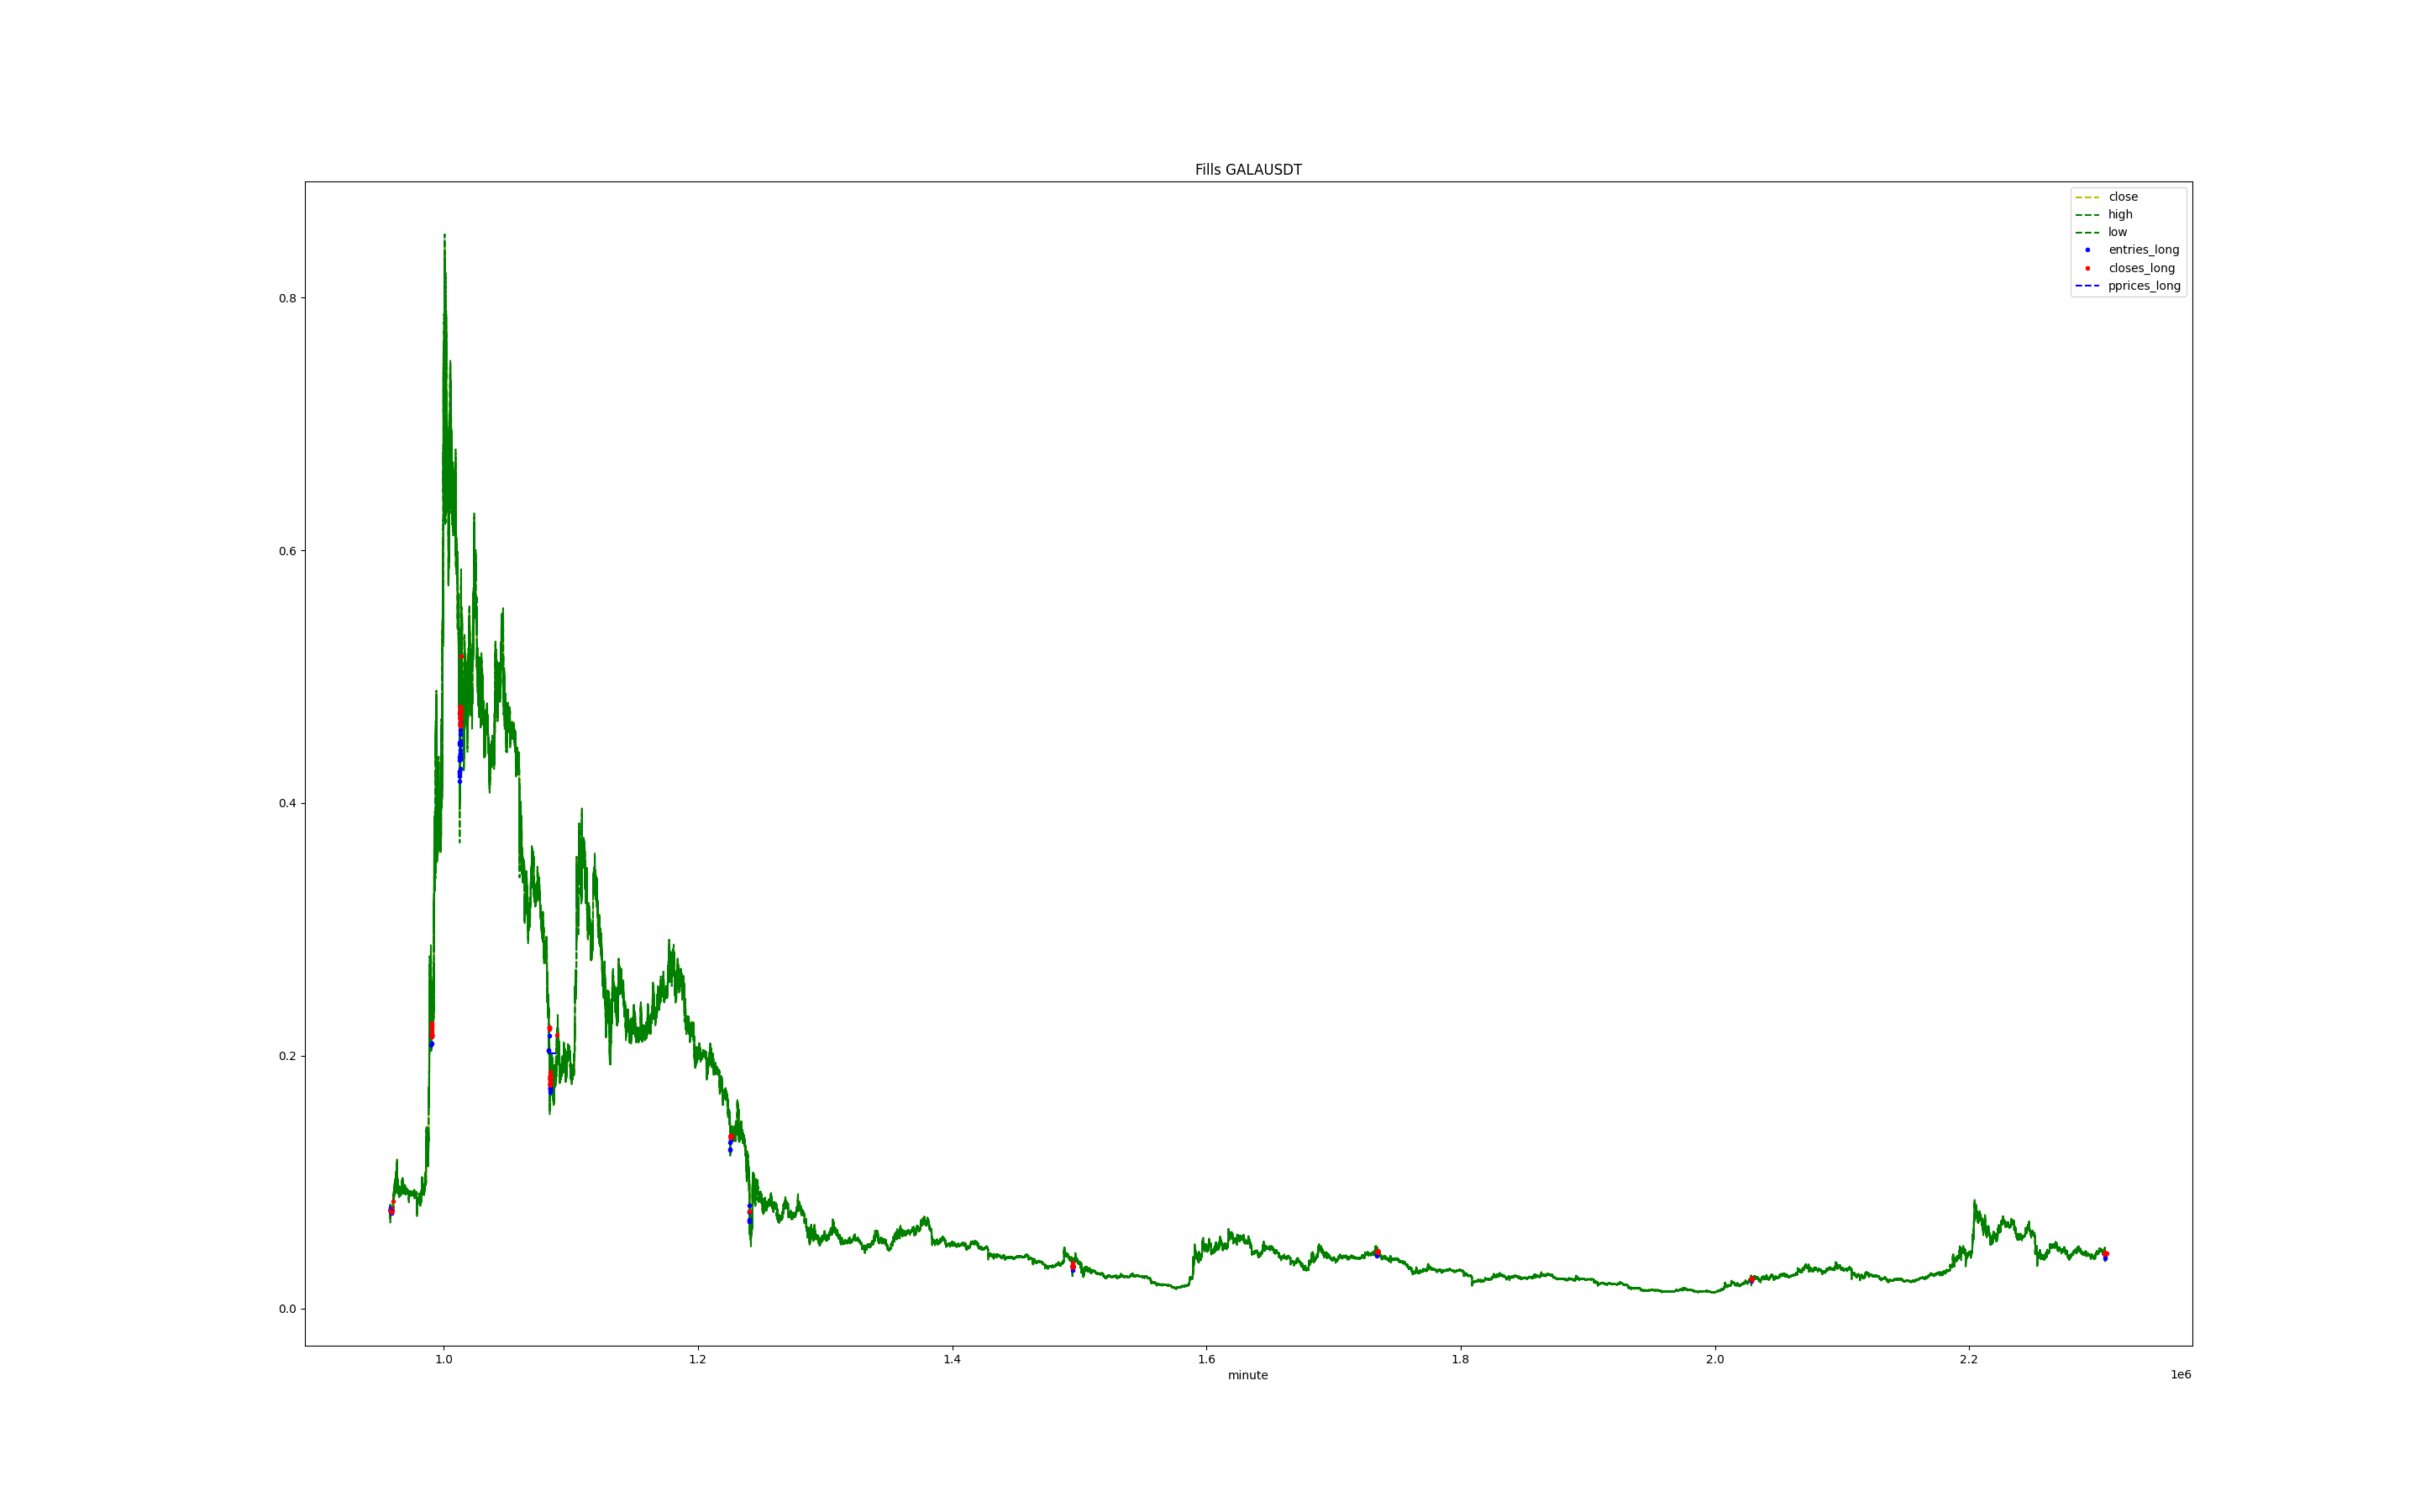 Fills GALAUSDT
close
high
low
entries_long
closes_long
pprices_long
0.8
0.6
0.4
0.2
0.0
1.0 1.2 1.4 1.6 1.8 2.0 2.2
minute 1e6